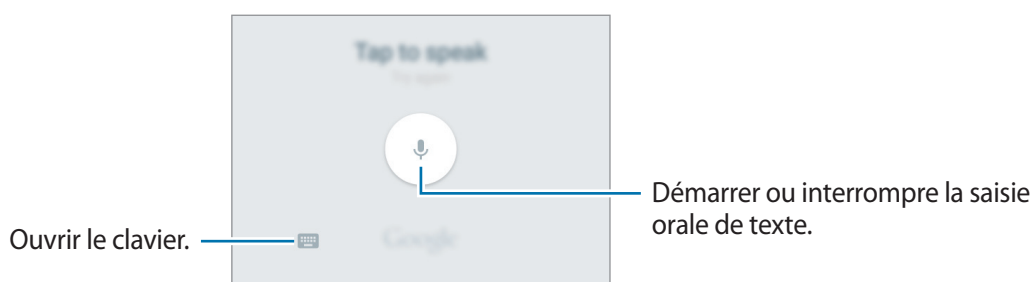 Tap to speak
Démarrer ou interrompre la saisie
orale de texte.
Ouvrir le clavier.
Google